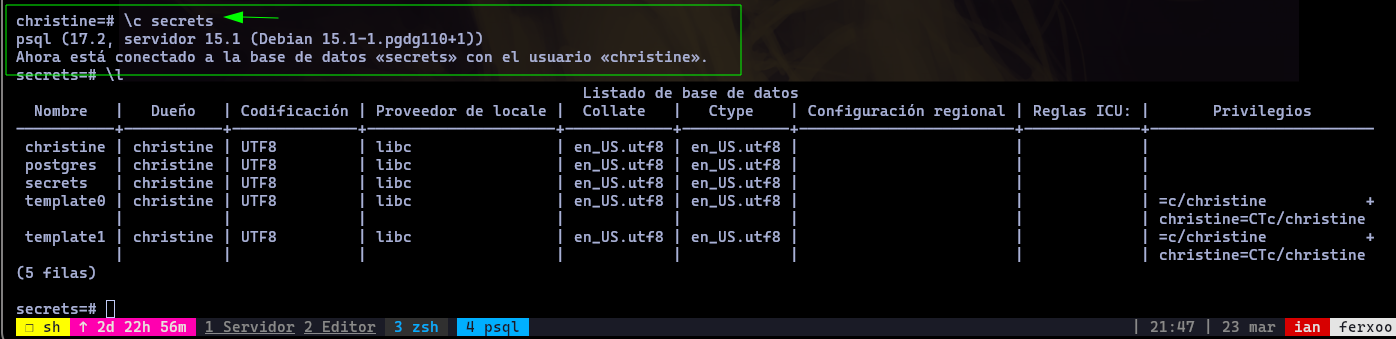 christine=# \c secrets
psql (17.2, servidor 15.1 (Debian 15.1-1.pgdg110+1))
Ahora está conectado a la base de datos «secrets» con el usuario «christine».
secrets=# \l
Listado de base de datos
Nombre | Dueño | Codificación | Proveedor de locale | Collate | Ctype | Configuración regional | Reglas ICU: | Privilegios
christine | christine | UTF8 | libc | en_US.utf8 | en_US.utf8 | | |
postgres | christine | UTF8 | libc | en_US.utf8 | en_US.utf8 | | |
secrets | christine | UTF8 | libc | en_US.utf8 | en_US.utf8 | | |
template0 | christine | UTF8 | libc | en_US.utf8 | en_US.utf8 | | | =c/christine +
| | | | | | | | christine=CTc/christine
template1 | christine | UTF8 | libc | en_US.utf8 | en_US.utf8 | | | =c/christine +
| | | | | | | | christine=CTc/christine
(5 filas)
secrets=#
❐ sh ↑ 2d 22h 56m 1 Servidor 2 Editor 3 zsh 4 psql | 21:47 | 23 mar ian ferxoo